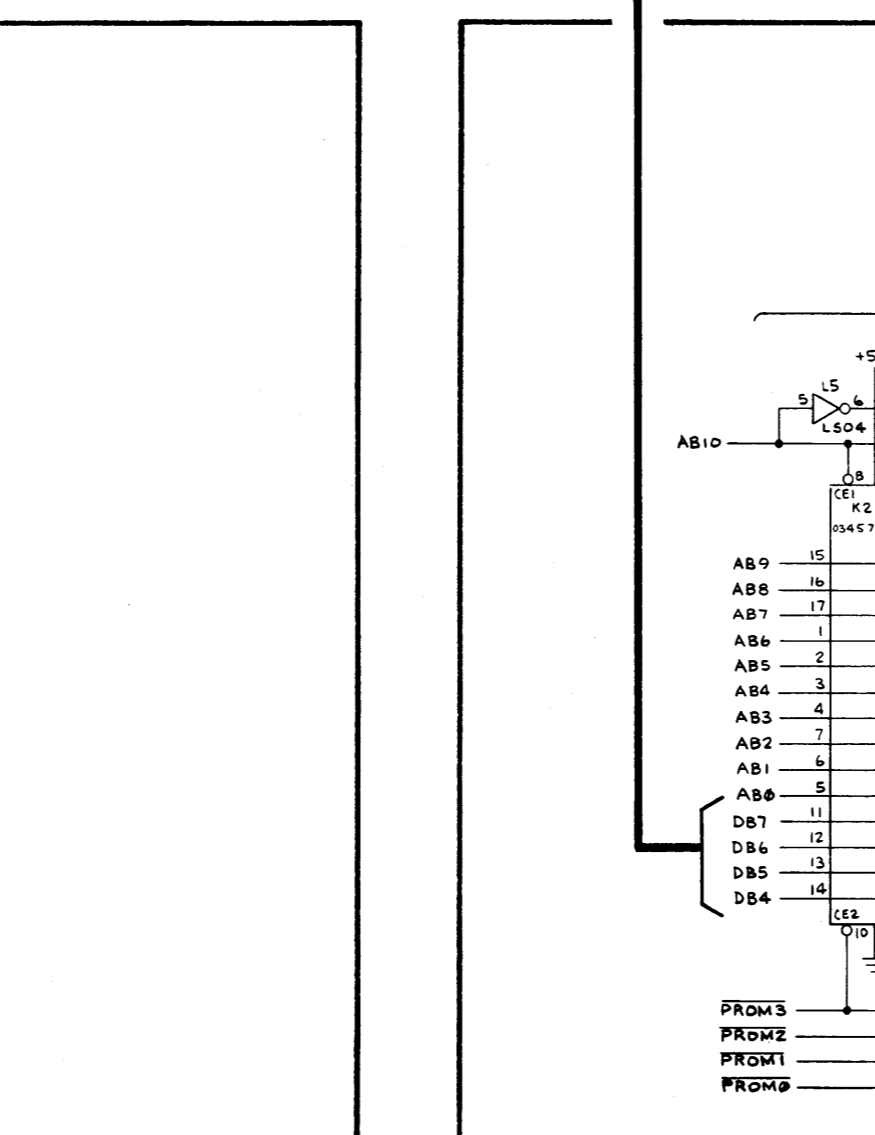 +5
L5
5 6
LS04
AB10
8
CE1
K2
03457
AB9 15
AB8 16
AB7 17
AB6 1
AB5 2
AB4 3
AB3 4
AB2 7
AB1 6
ABØ 5
DB7 11
DB6 12
DB5 13
DB4 14
CE2
10
PROM3
PROM2
PROM1
PROMØ